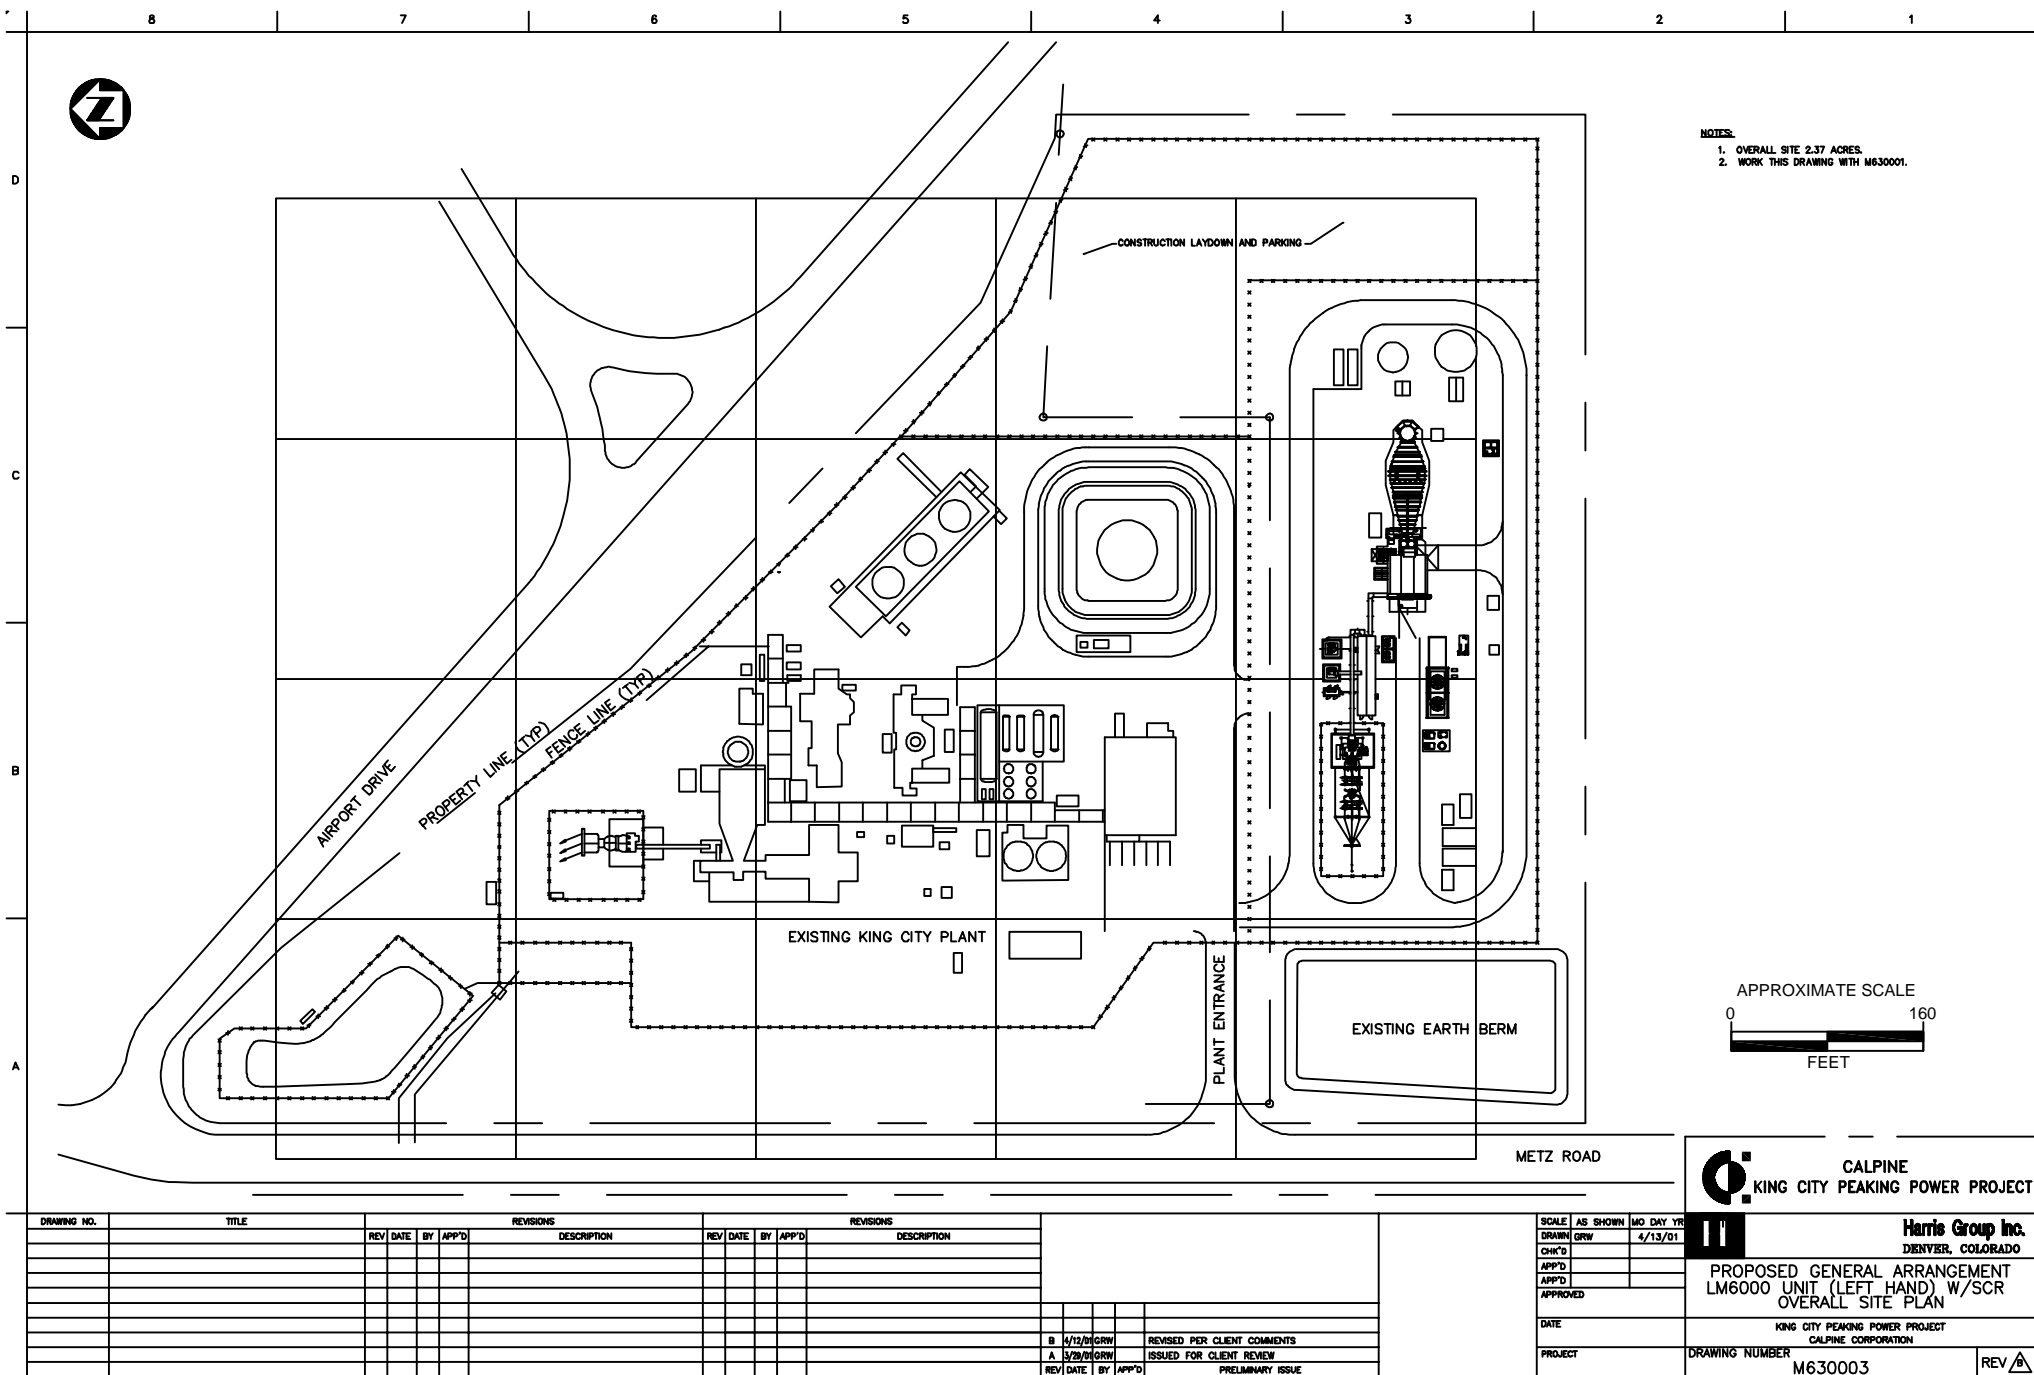 8 7 6 5 4 3 2 1
Z
D
C
B
A
NOTES:
1. OVERALL SITE 2.37 ACRES.
2. WORK THIS DRAWING WITH M630001.
CONSTRUCTION LAYDOWN AND PARKING
AIRPORT DRIVE
PROPERTY LINE (TYP)
FENCE LINE (TYP)
EXISTING KING CITY PLANT
PLANT ENTRANCE
EXISTING EARTH BERM
METZ ROAD
APPROXIMATE SCALE
0 160
FEET
CALPINE
KING CITY PEAKING POWER PROJECT
Harris Group Inc.
DENVER, COLORADO
PROPOSED GENERAL ARRANGEMENT
LM6000 UNIT (LEFT HAND) W/SCR
OVERALL SITE PLAN
KING CITY PEAKING POWER PROJECT
CALPINE CORPORATION
DRAWING NUMBER
M630003
REV B
SCALE AS SHOWN MO DAY YR
DRAWN GRW 4/13/01
CHK'D
APP'D
APP'D
APPROVED
DATE
PROJECT
DRAWING NO. TITLE REVISIONS REVISIONS
REV DATE BY APP'D DESCRIPTION REV DATE BY APP'D DESCRIPTION
B 4/12/01 GRW REVISED PER CLIENT COMMENTS
A 3/29/01 GRW ISSUED FOR CLIENT REVIEW
REV DATE BY APP'D PRELIMINARY ISSUE